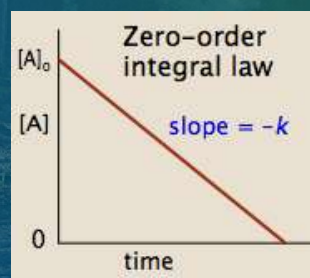 Zero-order
integral law
[A]₀
[A]
slope = -k
0
time